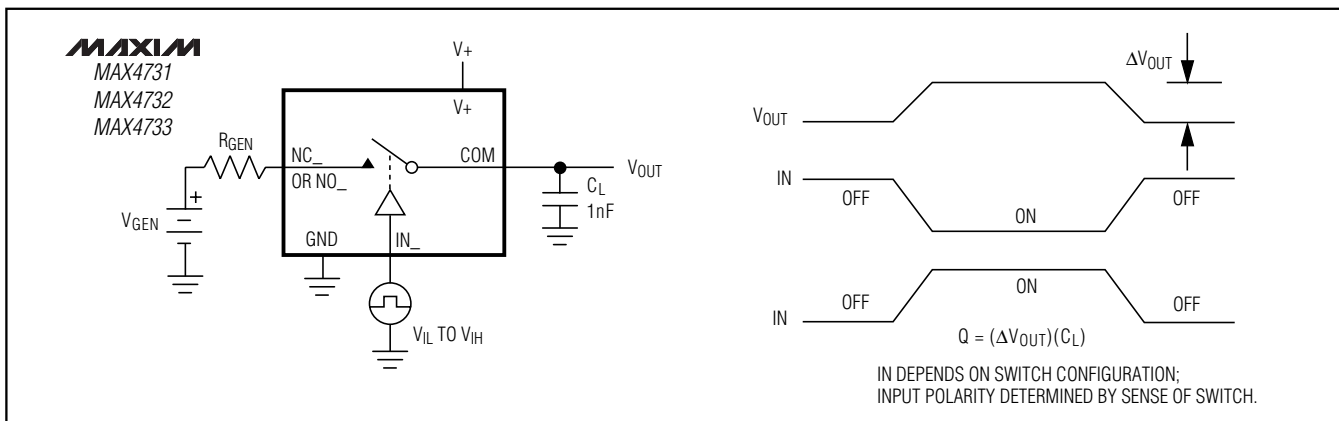 MAXIM
MAX4731
MAX4732
MAX4733
V+
V+
RGEN
NC_
OR NO_
COM
VOUT
CL
1nF
VGEN
+
GND
IN_
VIL TO VIH
ΔVOUT
VOUT
IN
OFF
ON
OFF
IN
OFF
ON
OFF
Q = (ΔVOUT)(CL)
IN DEPENDS ON SWITCH CONFIGURATION;
INPUT POLARITY DETERMINED BY SENSE OF SWITCH.